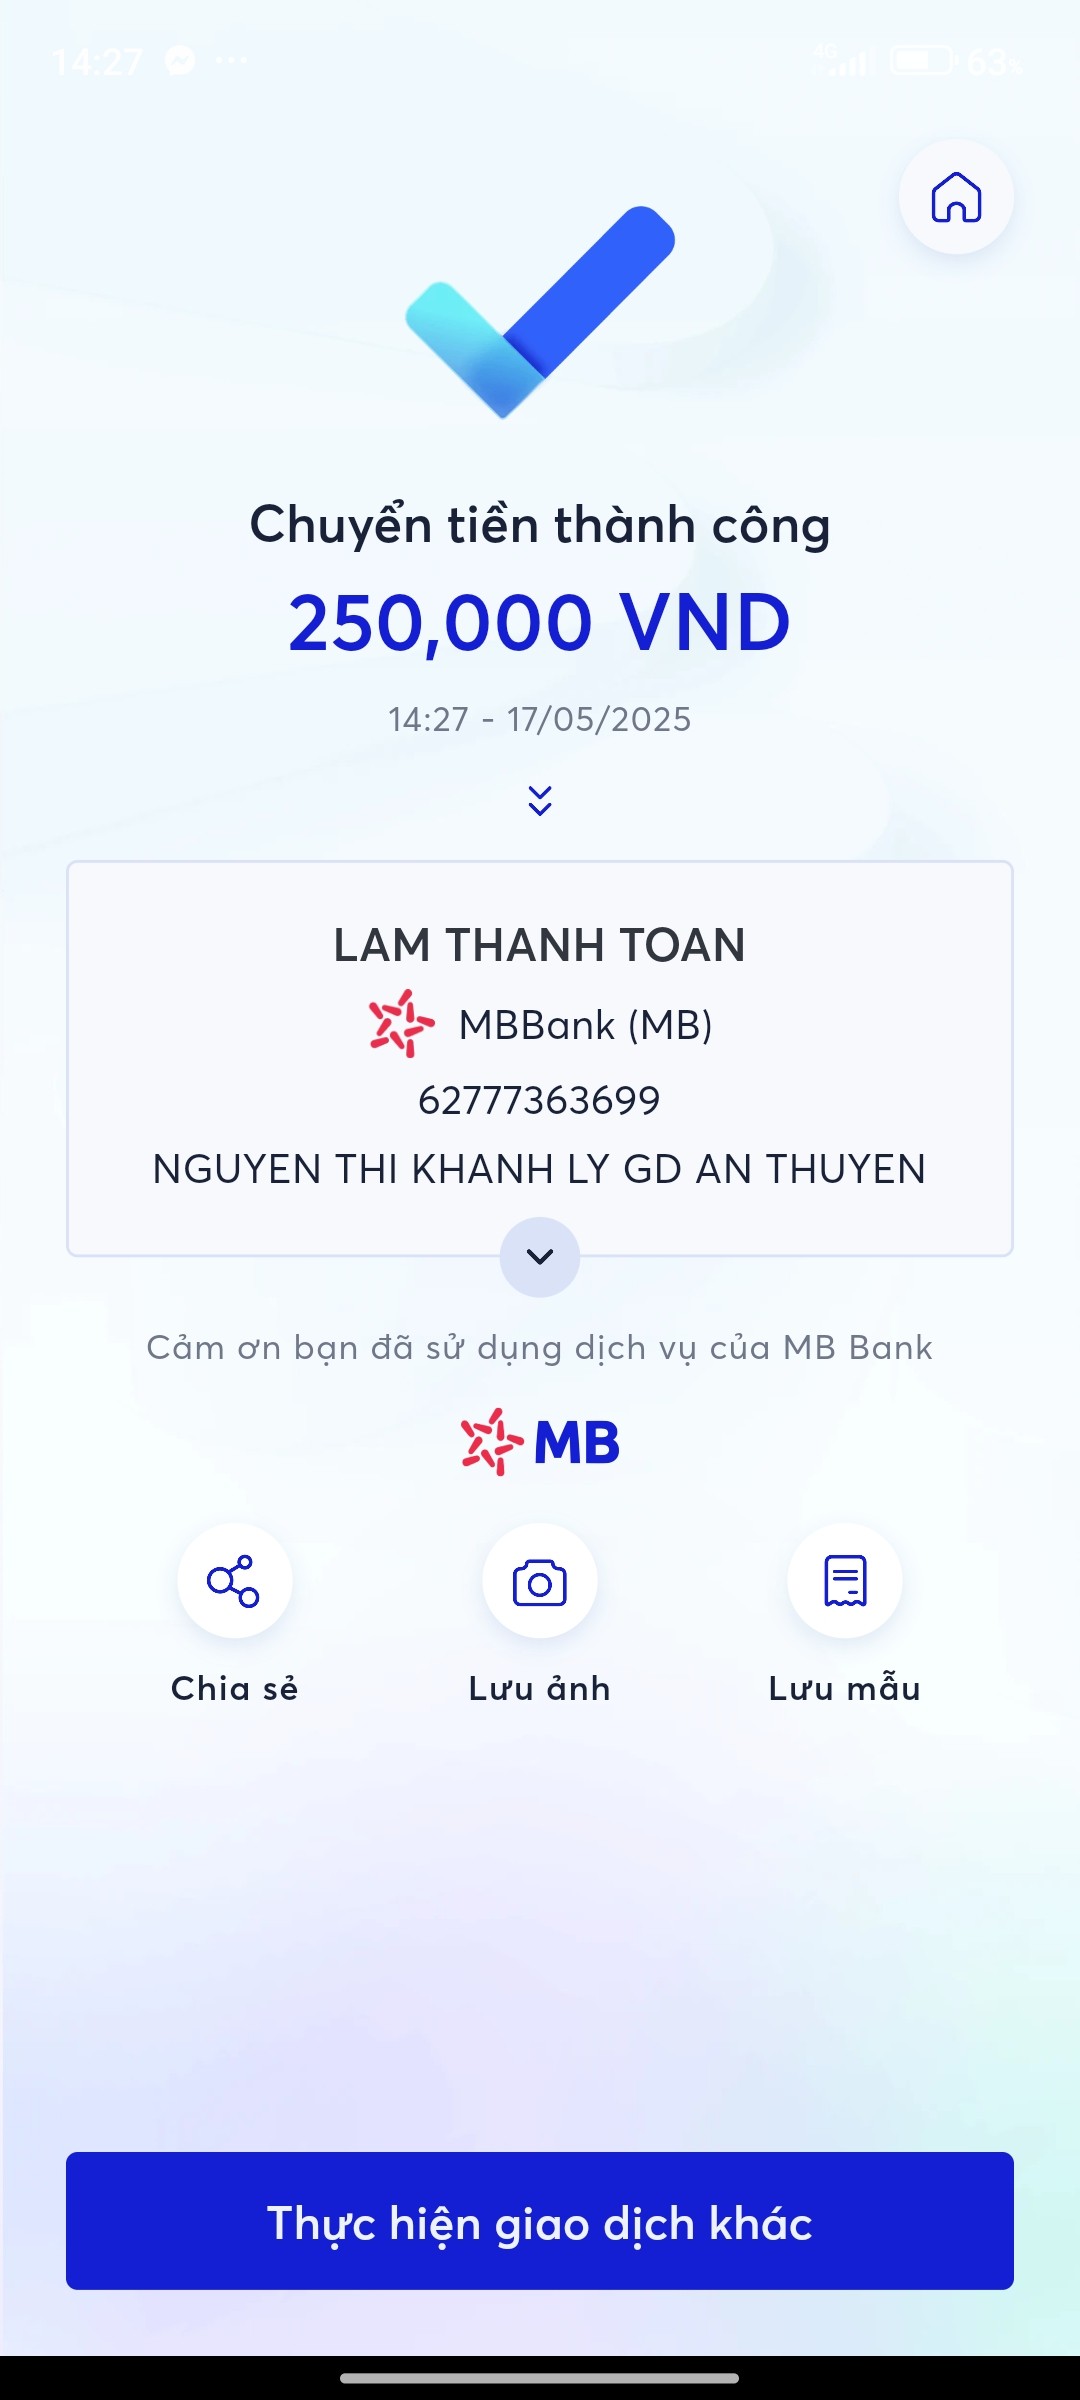 14:27
4G 63%
Chuyển tiền thành công
250,000 VND
14:27 - 17/05/2025
LAM THANH TOAN
MBBank (MB)
62777363699
NGUYEN THI KHANH LY GD AN THUYEN
Cảm ơn bạn đã sử dụng dịch vụ của MB Bank
MB
Chia sẻ
Lưu ảnh
Lưu mẫu
Thực hiện giao dịch khác